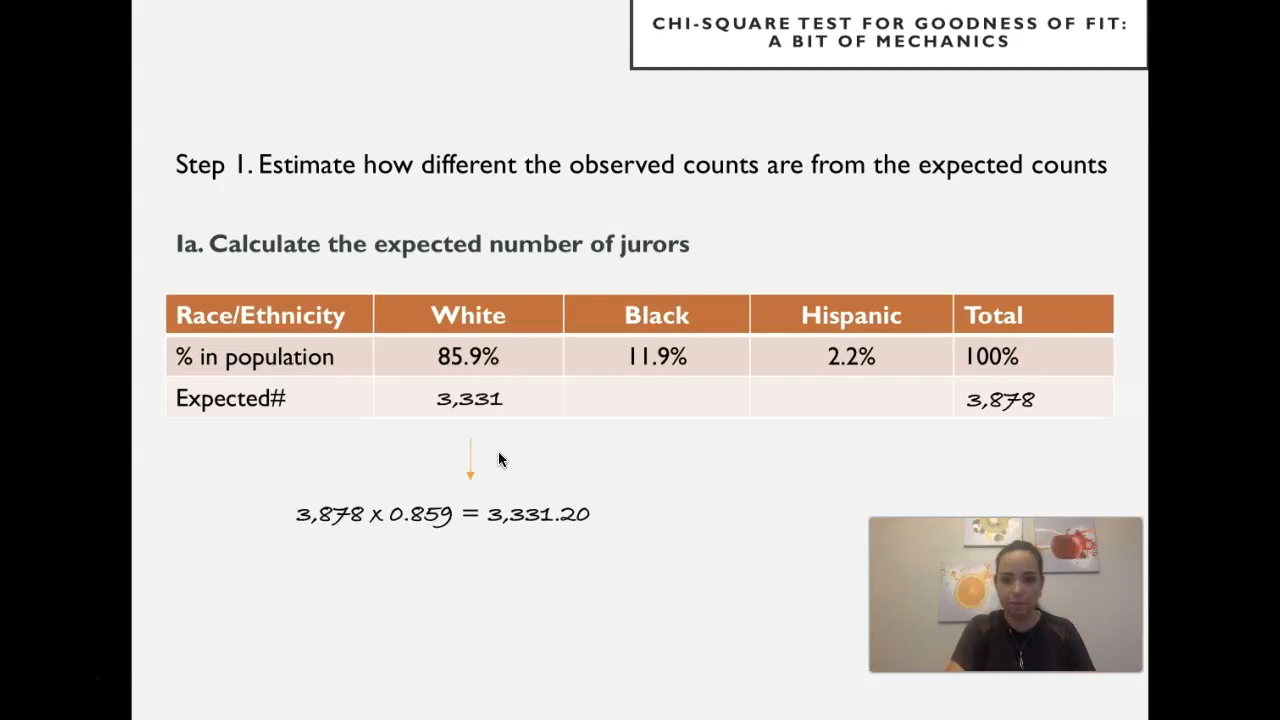 CHI-SQUARE TEST FOR GOODNESS OF FIT:
A BIT OF MECHANICS
Step 1. Estimate how different the observed counts are from the expected counts
1a. Calculate the expected number of jurors
Race/Ethnicity White Black Hispanic Total
% in population 85.9% 11.9% 2.2% 100%
Expected# 3,331 3,878
3,878 x 0.859 = 3,331.20